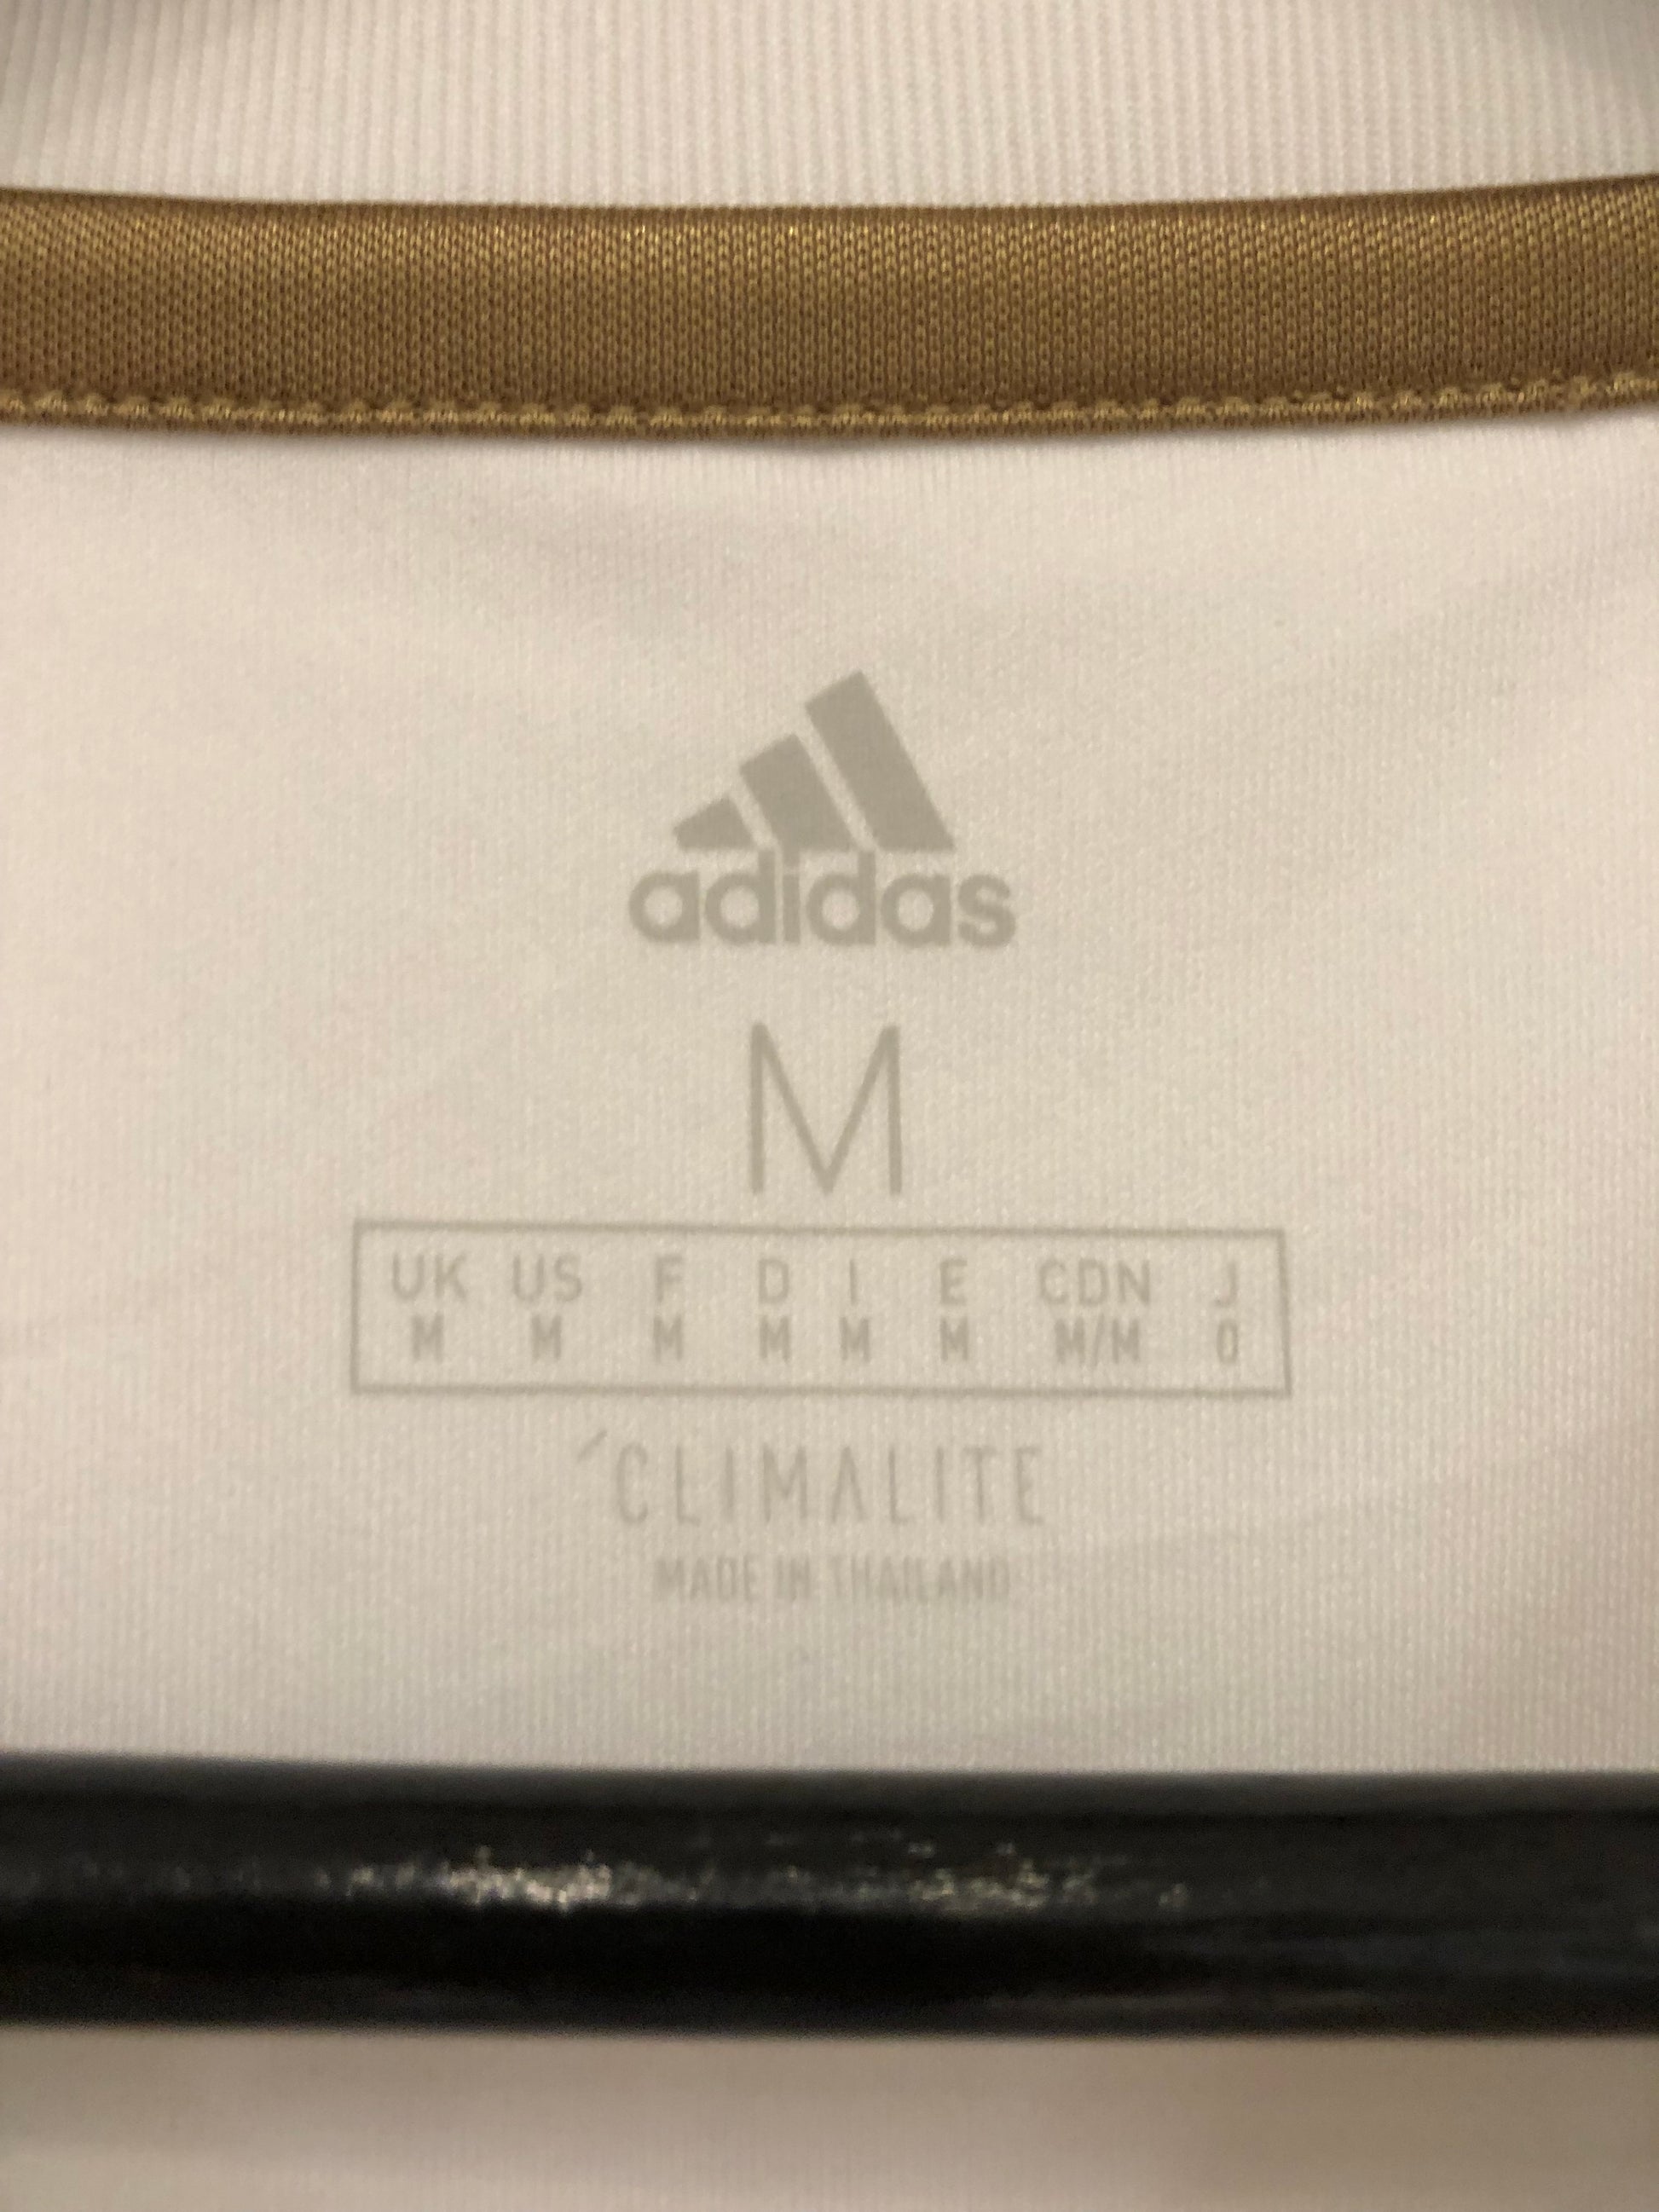 adidas
M
UK US F D I E CDN J
M M M M M M M/M O
´CLIMALITE
MADE IN THAILAND